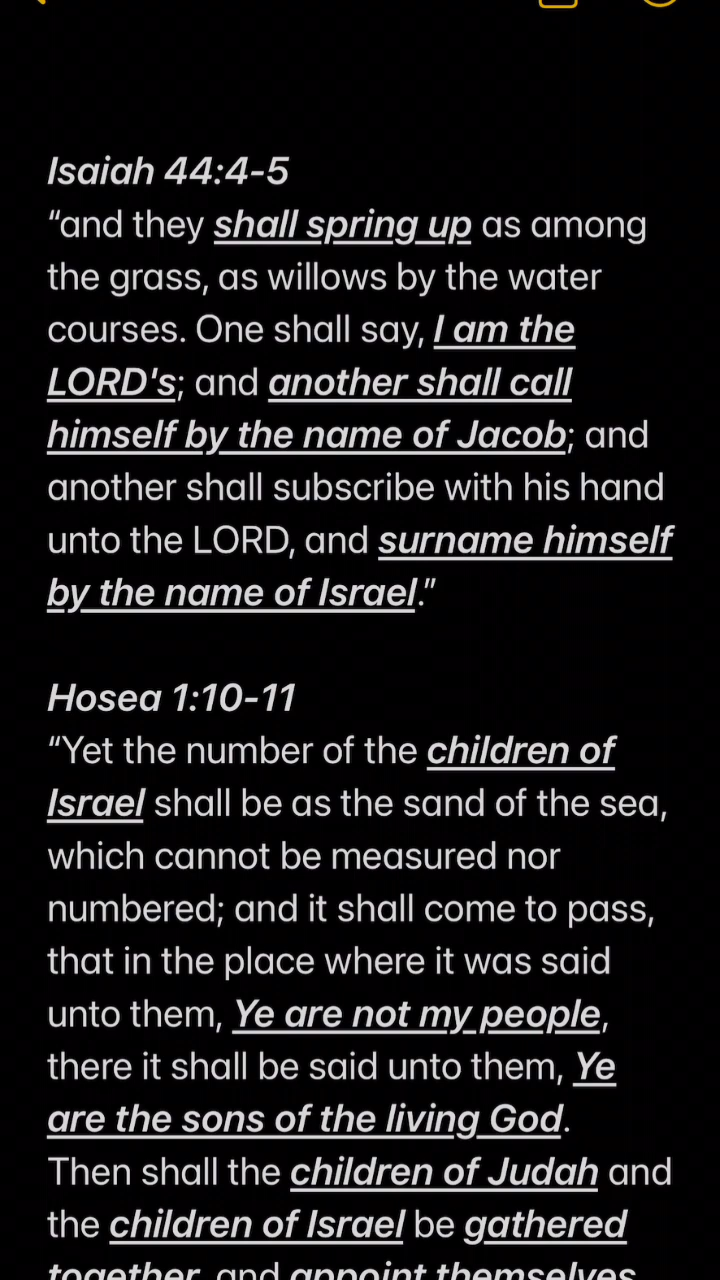 Isaiah 44:4-5
“and they shall spring up as among
the grass, as willows by the water
courses. One shall say, I am the
LORD's; and another shall call
himself by the name of Jacob; and
another shall subscribe with his hand
unto the LORD, and surname himself
by the name of Israel.”
Hosea 1:10-11
“Yet the number of the children of
Israel shall be as the sand of the sea,
which cannot be measured nor
numbered; and it shall come to pass,
that in the place where it was said
unto them, Ye are not my people,
there it shall be said unto them, Ye
are the sons of the living God.
Then shall the children of Judah and
the children of Israel be gathered
together, and appoint themselves